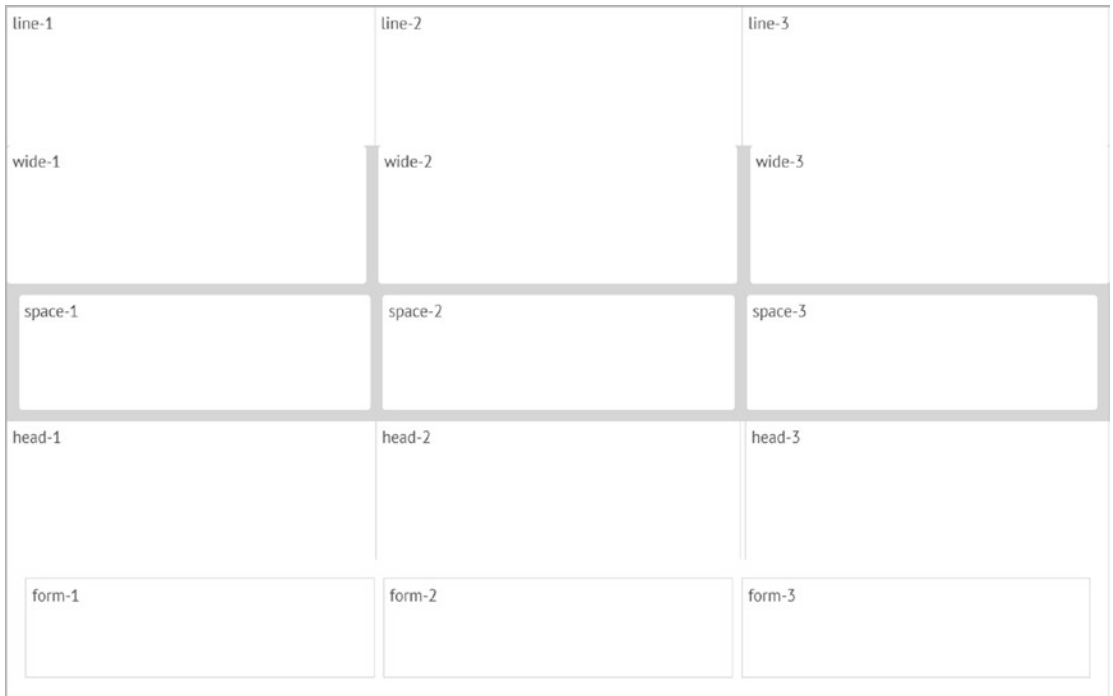 line-1 line-2 line-3
wide-1 wide-2 wide-3
space-1 space-2 space-3
head-1 head-2 head-3
form-1 form-2 form-3